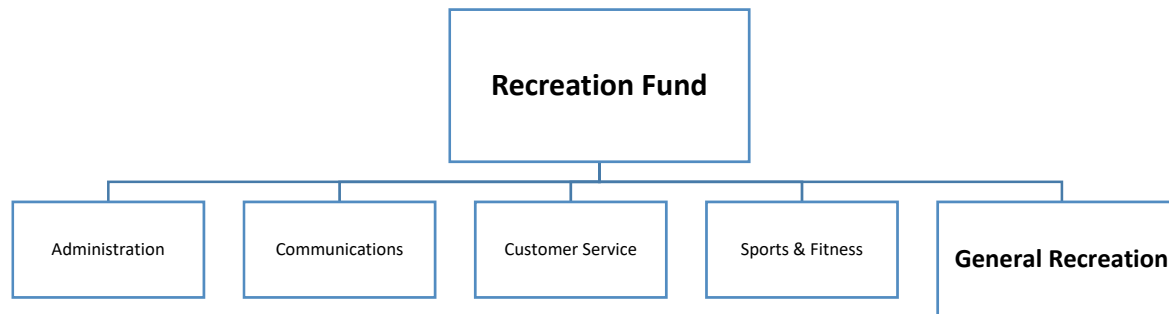 Recreation Fund
Administration
Communications
Customer Service
Sports & Fitness
General Recreation